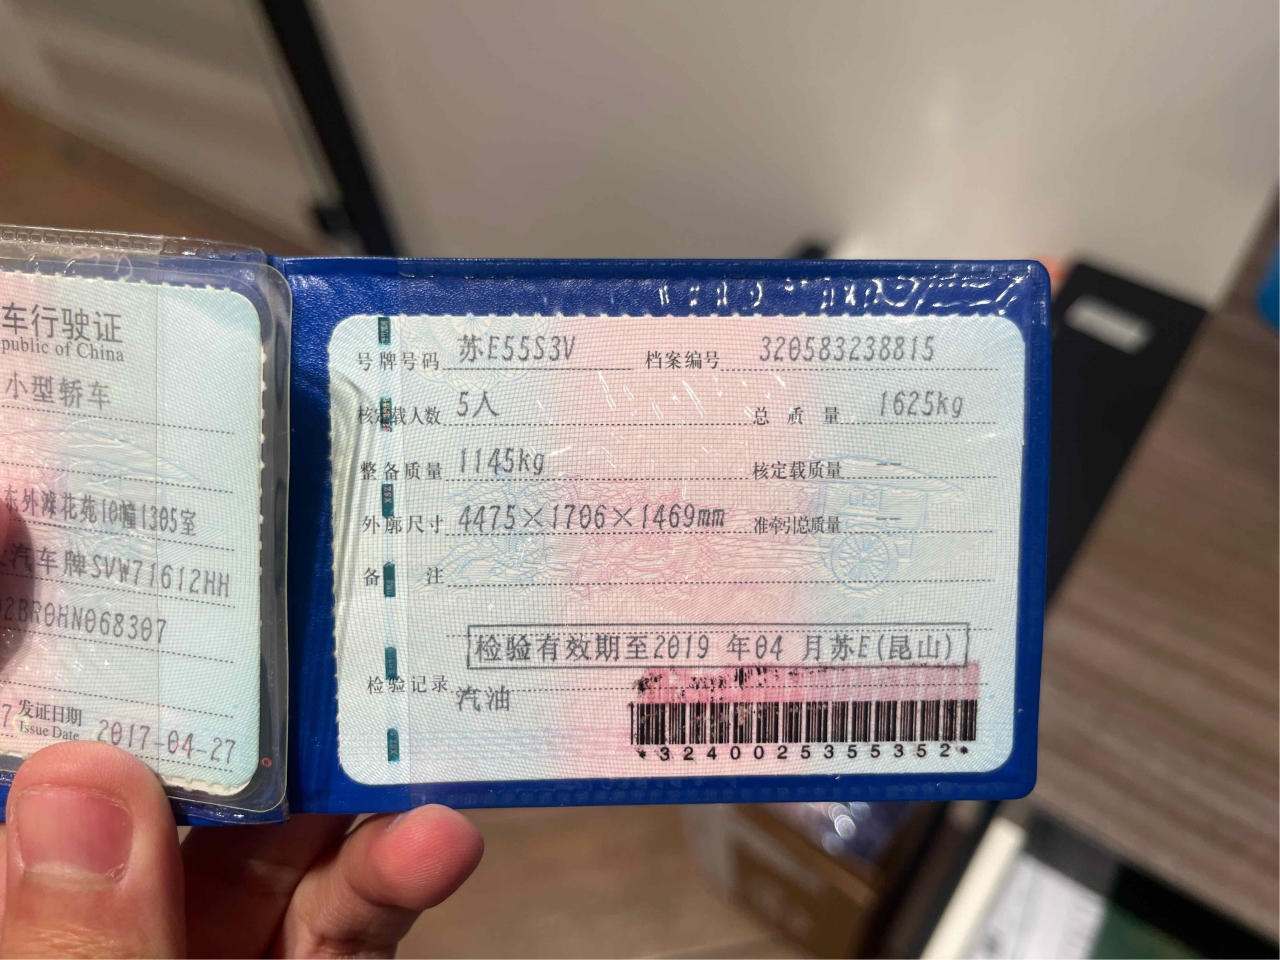 车行驶证
public of China
小型轿车
东外滩花苑10幢1305室
汽车牌SVW71612HH
2BR0HN068307
发证日期
Issue Date
2017-04-27
号牌号码 苏E55S3V 档案编号 320583238815
核定载人数 5人 总质量 1625kg
整备质量 1145kg 核定载质量 --
外廓尺寸 4475×1706×1469mm 准牵引总质量 --
备注
检验有效期至2019年04月苏E(昆山)
检验记录
汽油
*3240025355352*